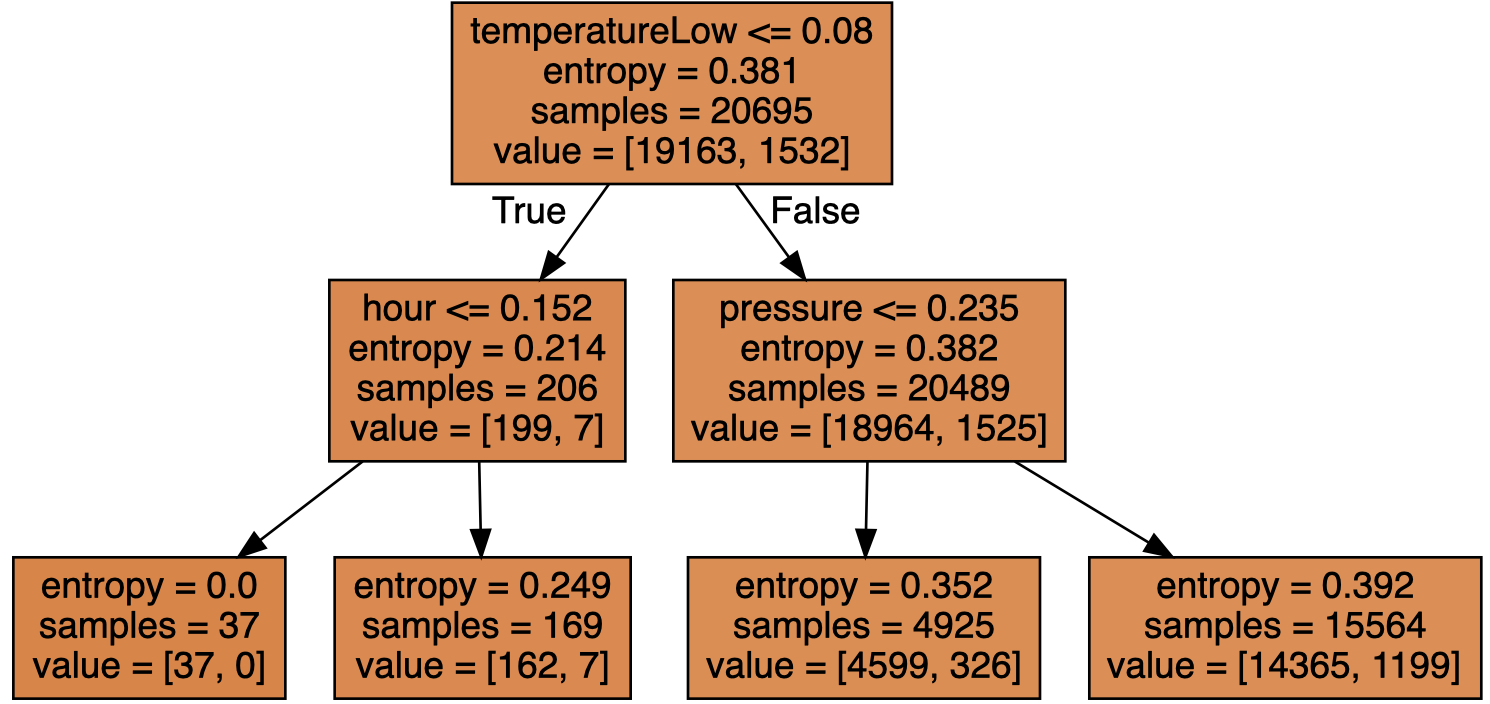 temperatureLow <= 0.08
entropy = 0.381
samples = 20695
value = [19163, 1532]
True
False
hour <= 0.152
entropy = 0.214
samples = 206
value = [199, 7]
pressure <= 0.235
entropy = 0.382
samples = 20489
value = [18964, 1525]
entropy = 0.0
samples = 37
value = [37, 0]
entropy = 0.249
samples = 169
value = [162, 7]
entropy = 0.352
samples = 4925
value = [4599, 326]
entropy = 0.392
samples = 15564
value = [14365, 1199]